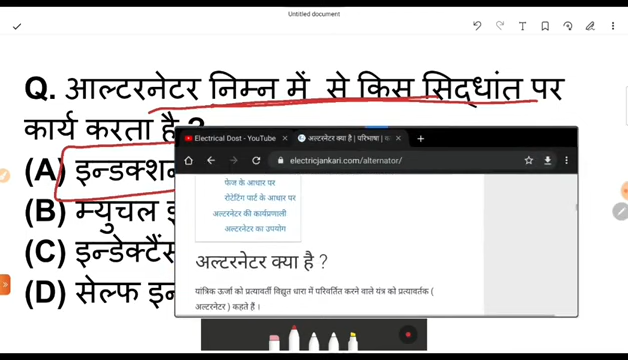 Untitled document
Q. आल्टरनेटर निम्न में से किस सिद्धांत पर
कार्य करता है
(A) इन्डक्शन
(B) म्युचल
(C) इन्डेक्टैंस
(D) सेल्फ
Electrical Dost - YouTube
अल्टरनेटर क्या है | परिभाषा |
electricjankari.com/alternator/
फेज के आधार पर
रोटेटिंग पार्ट के आधार पर
अल्टरनेटर की कार्यप्रणाली
अल्टरनेटर का उपयोग
अल्टरनेटर क्या है ?
यांत्रिक ऊर्जा को प्रत्यावर्ती विद्युत धारा में परिवर्तित करने वाले यंत्र को प्रत्यावर्तक (
अल्टरनेटर ) कहते हैं ।